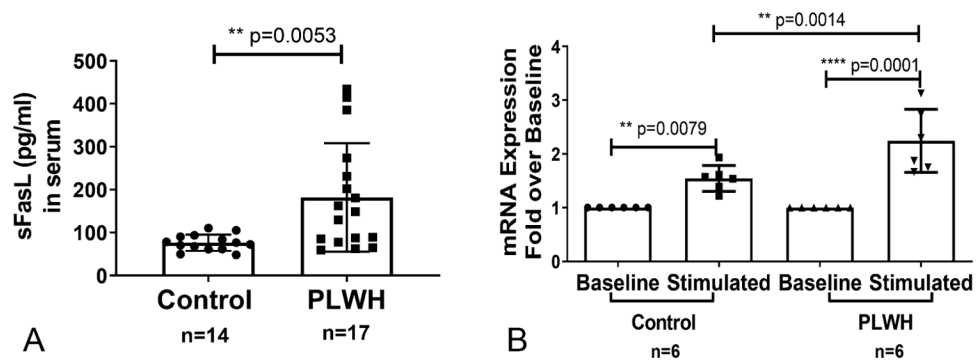 ** p=0.0053
500
400
300
200
100
0
sFasL (pg/ml)
in serum
Control
PLWH
n=14
n=17
A
** p=0.0014
**** p=0.0001
** p=0.0079
4
3
2
1
0
mRNA Expression
Fold over Baseline
Baseline Stimulated Baseline Stimulated
Control
PLWH
n=6
n=6
B